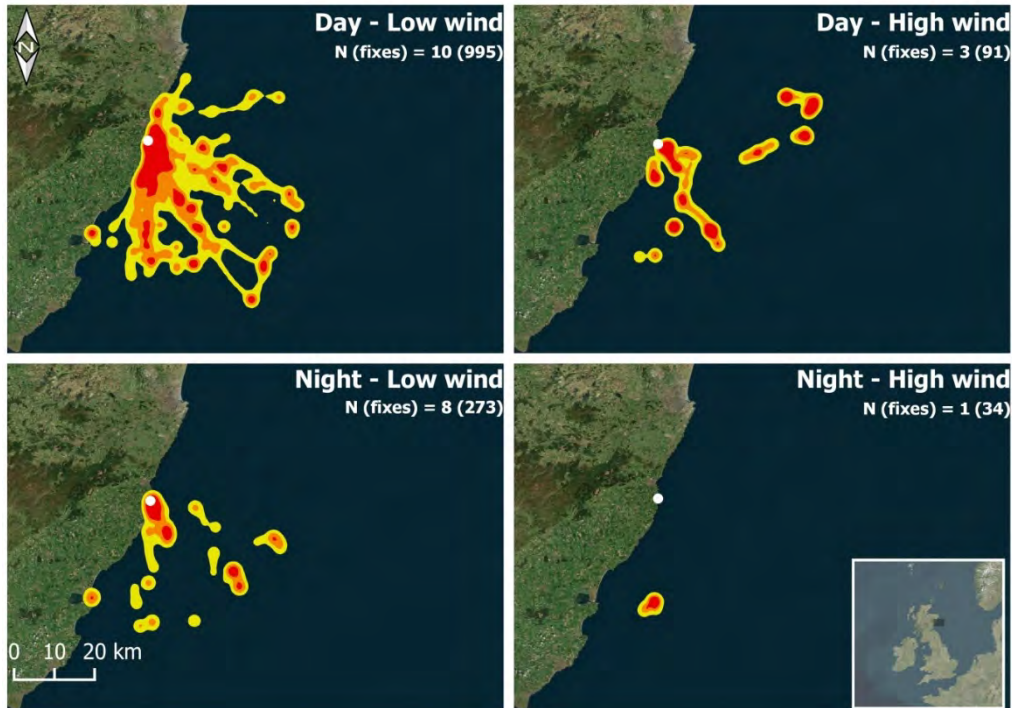 N
Day - Low wind
N (fixes) = 10 (995)
Day - High wind
N (fixes) = 3 (91)
Night - Low wind
N (fixes) = 8 (273)
Night - High wind
N (fixes) = 1 (34)
0 10 20 km